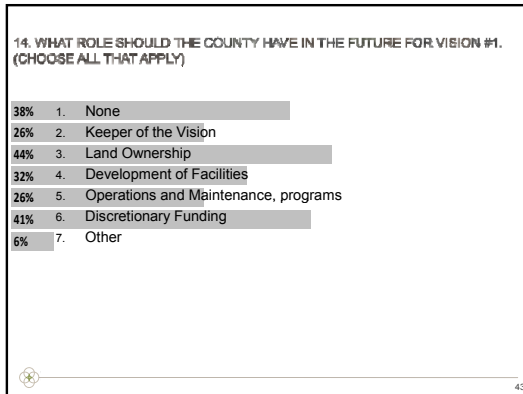 14. WHAT ROLE SHOULD THE COUNTY HAVE IN THE FUTURE FOR VISION #1.
(CHOOSE ALL THAT APPLY)
38% 1. None
26% 2. Keeper of the Vision
44% 3. Land Ownership
32% 4. Development of Facilities
26% 5. Operations and Maintenance, programs
41% 6. Discretionary Funding
6% 7. Other
43